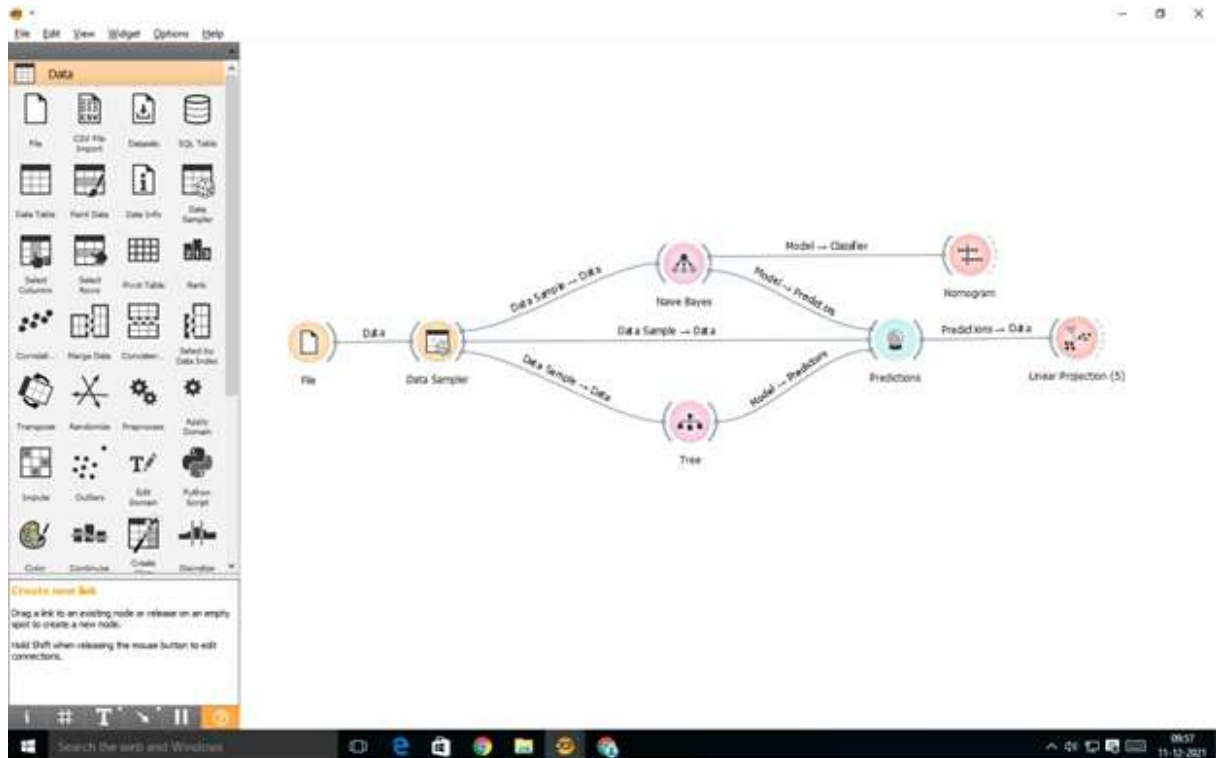 File Edit View Widget Options Help
Data
File CSV File Import Datasets SQL Table
Data Table Paint Data Data Info Data Sampler
Select Columns Select Rows Pivot Table Rank
Correlat... Merge Data Concaten... Select by Data Index
Transpose Randomize Preprocess Apply Domain
Impute Outliers Edit Domain Python Script
Color Continuize Create Discretize
Create new link
Drag a link to an existing node or release on an empty
spot to create a new node.
Hold Shift when releasing the mouse button to edit
connections.
File
Data
Data Sampler
Data Sample → Data
Data Sample → Data
Data Sample → Data
Naive Bayes
Tree
Model → Classifier
Model → Predictors
Model → Predictors
Nomogram
Predictions
Predictions → Data
Linear Projection (5)
Search the web and Windows
09:57
11-12-2021